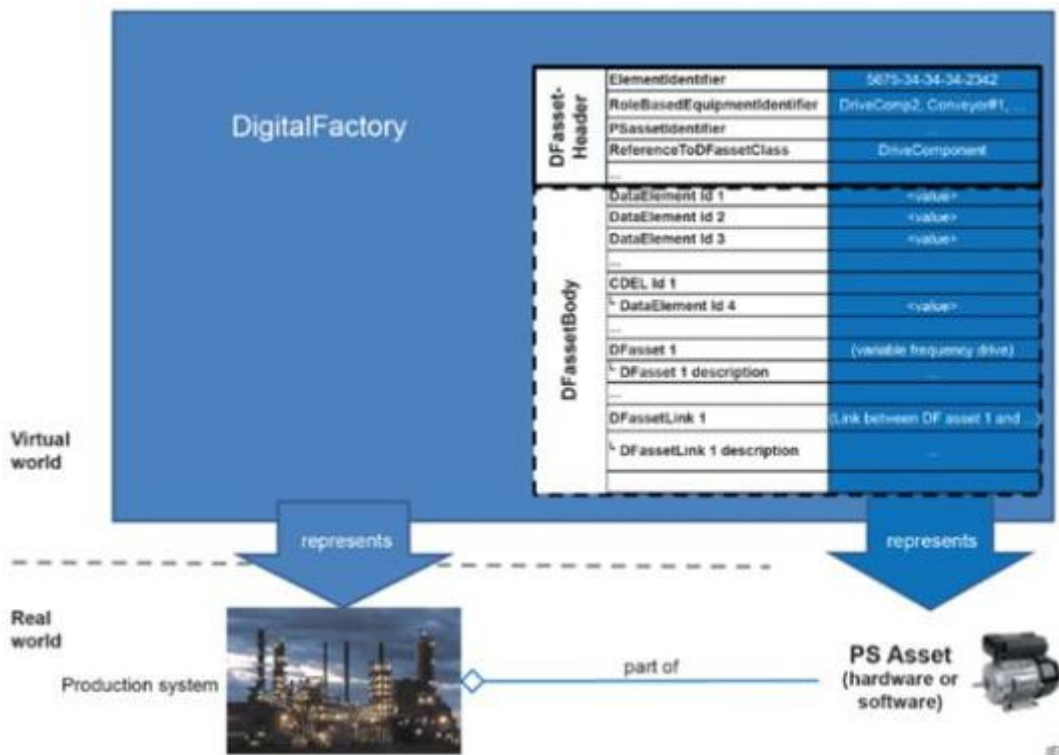 DigitalFactory
DFasset-
Header
ElementIdentifier 5675-34-34-34-2342
RoleBasedEquipmentIdentifier DriveComp2, Conveyor#1, ...
PSassetIdentifier ...
ReferenceToDFassetClass DriveComponent
...
DFassetBody
DataElement Id 1 <value>
DataElement Id 2 <value>
DataElement Id 3 <value>
...
CDEL Id 1
└ DataElement Id 4 <value>
...
DFasset 1 (variable frequency drive)
└ DFasset 1 description ...
...
DFassetLink 1 (Link between DF asset 1 and ...)
└ DFassetLink 1 description ...
Virtual
world
represents
represents
Real
world
Production system
part of
PS Asset
(hardware or
software)